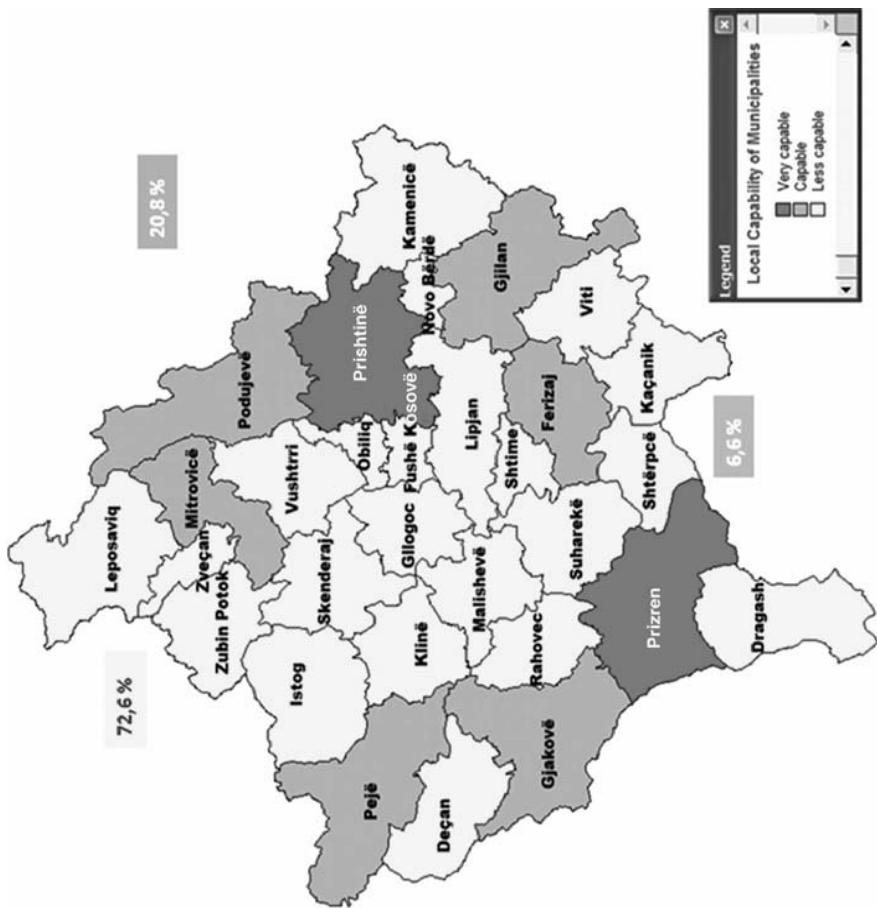 20,8 %
72,6 %
6,6 %
Leposaviq
Zveçan
Zubin Potok
Mitrovicë
Podujevë
Istog
Skenderaj
Vushtrri
Prishtinë
Kamenicë
Pejë
Klinë
Gllogoc
Obiliq
Fushë Kosovë
Novo Bërdë
Deçan
Malishevë
Lipjan
Gjilan
Gjakovë
Rahovec
Suharekë
Shtime
Ferizaj
Viti
Prizren
Shtërpcë
Kaçanik
Dragash
Legend
Local Capability of Municipalities
Very capable
Capable
Less capable